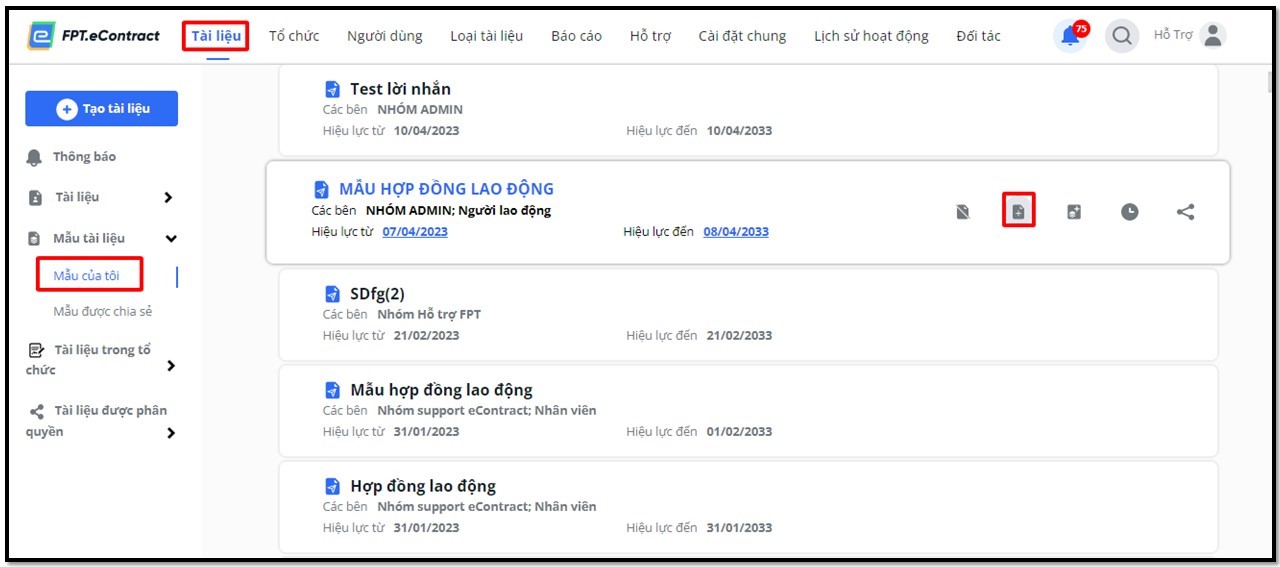 FPT.eContract Tài liệu Tổ chức Người dùng Loại tài liệu Báo cáo Hỗ trợ Cài đặt chung Lịch sử hoạt động Đối tác 75 Hỗ Trợ
Tạo tài liệu
Thông báo
Tài liệu
Mẫu tài liệu
Mẫu của tôi
Mẫu được chia sẻ
Tài liệu trong tổ
chức
Tài liệu được phân
quyền
Test lời nhắn
Các bên NHÓM ADMIN
Hiệu lực từ 10/04/2023 Hiệu lực đến 10/04/2033
MẪU HỢP ĐỒNG LAO ĐỘNG
Các bên NHÓM ADMIN; Người lao động
Hiệu lực từ 07/04/2023 Hiệu lực đến 08/04/2033
SDfg(2)
Các bên Nhóm Hỗ trợ FPT
Hiệu lực từ 21/02/2023 Hiệu lực đến 21/02/2033
Mẫu hợp đồng lao động
Các bên Nhóm support eContract; Nhân viên
Hiệu lực từ 31/01/2023 Hiệu lực đến 01/02/2033
Hợp đồng lao động
Các bên Nhóm support eContract; Nhân viên
Hiệu lực từ 31/01/2023 Hiệu lực đến 31/01/2033